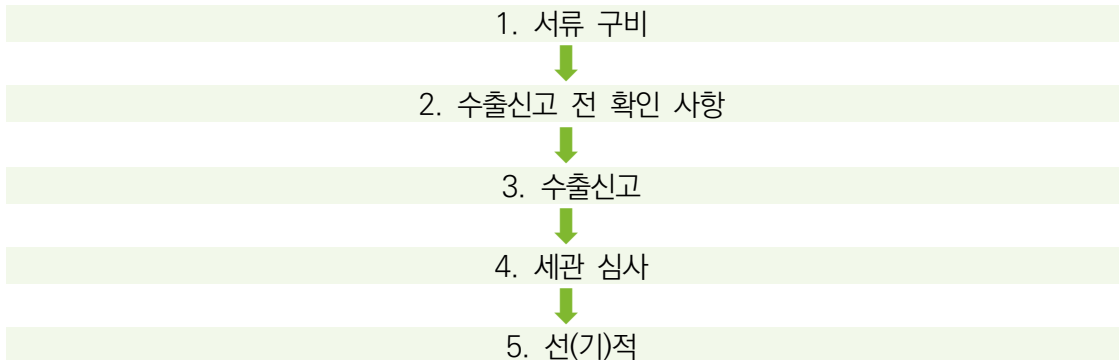 1. 서류 구비
2. 수출신고 전 확인 사항
3. 수출신고
4. 세관 심사
5. 선(기)적